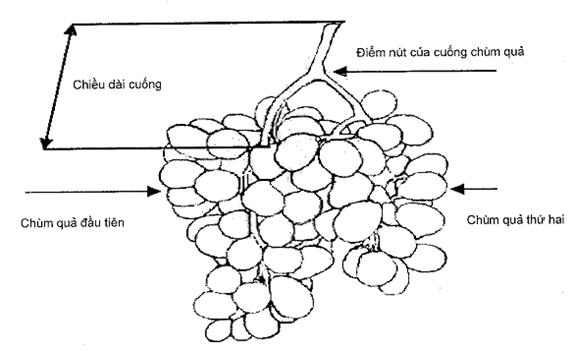 Điểm nút của cuống chùm quả
Chiều dài cuống
Chùm quả đầu tiên
Chùm quả thứ hai